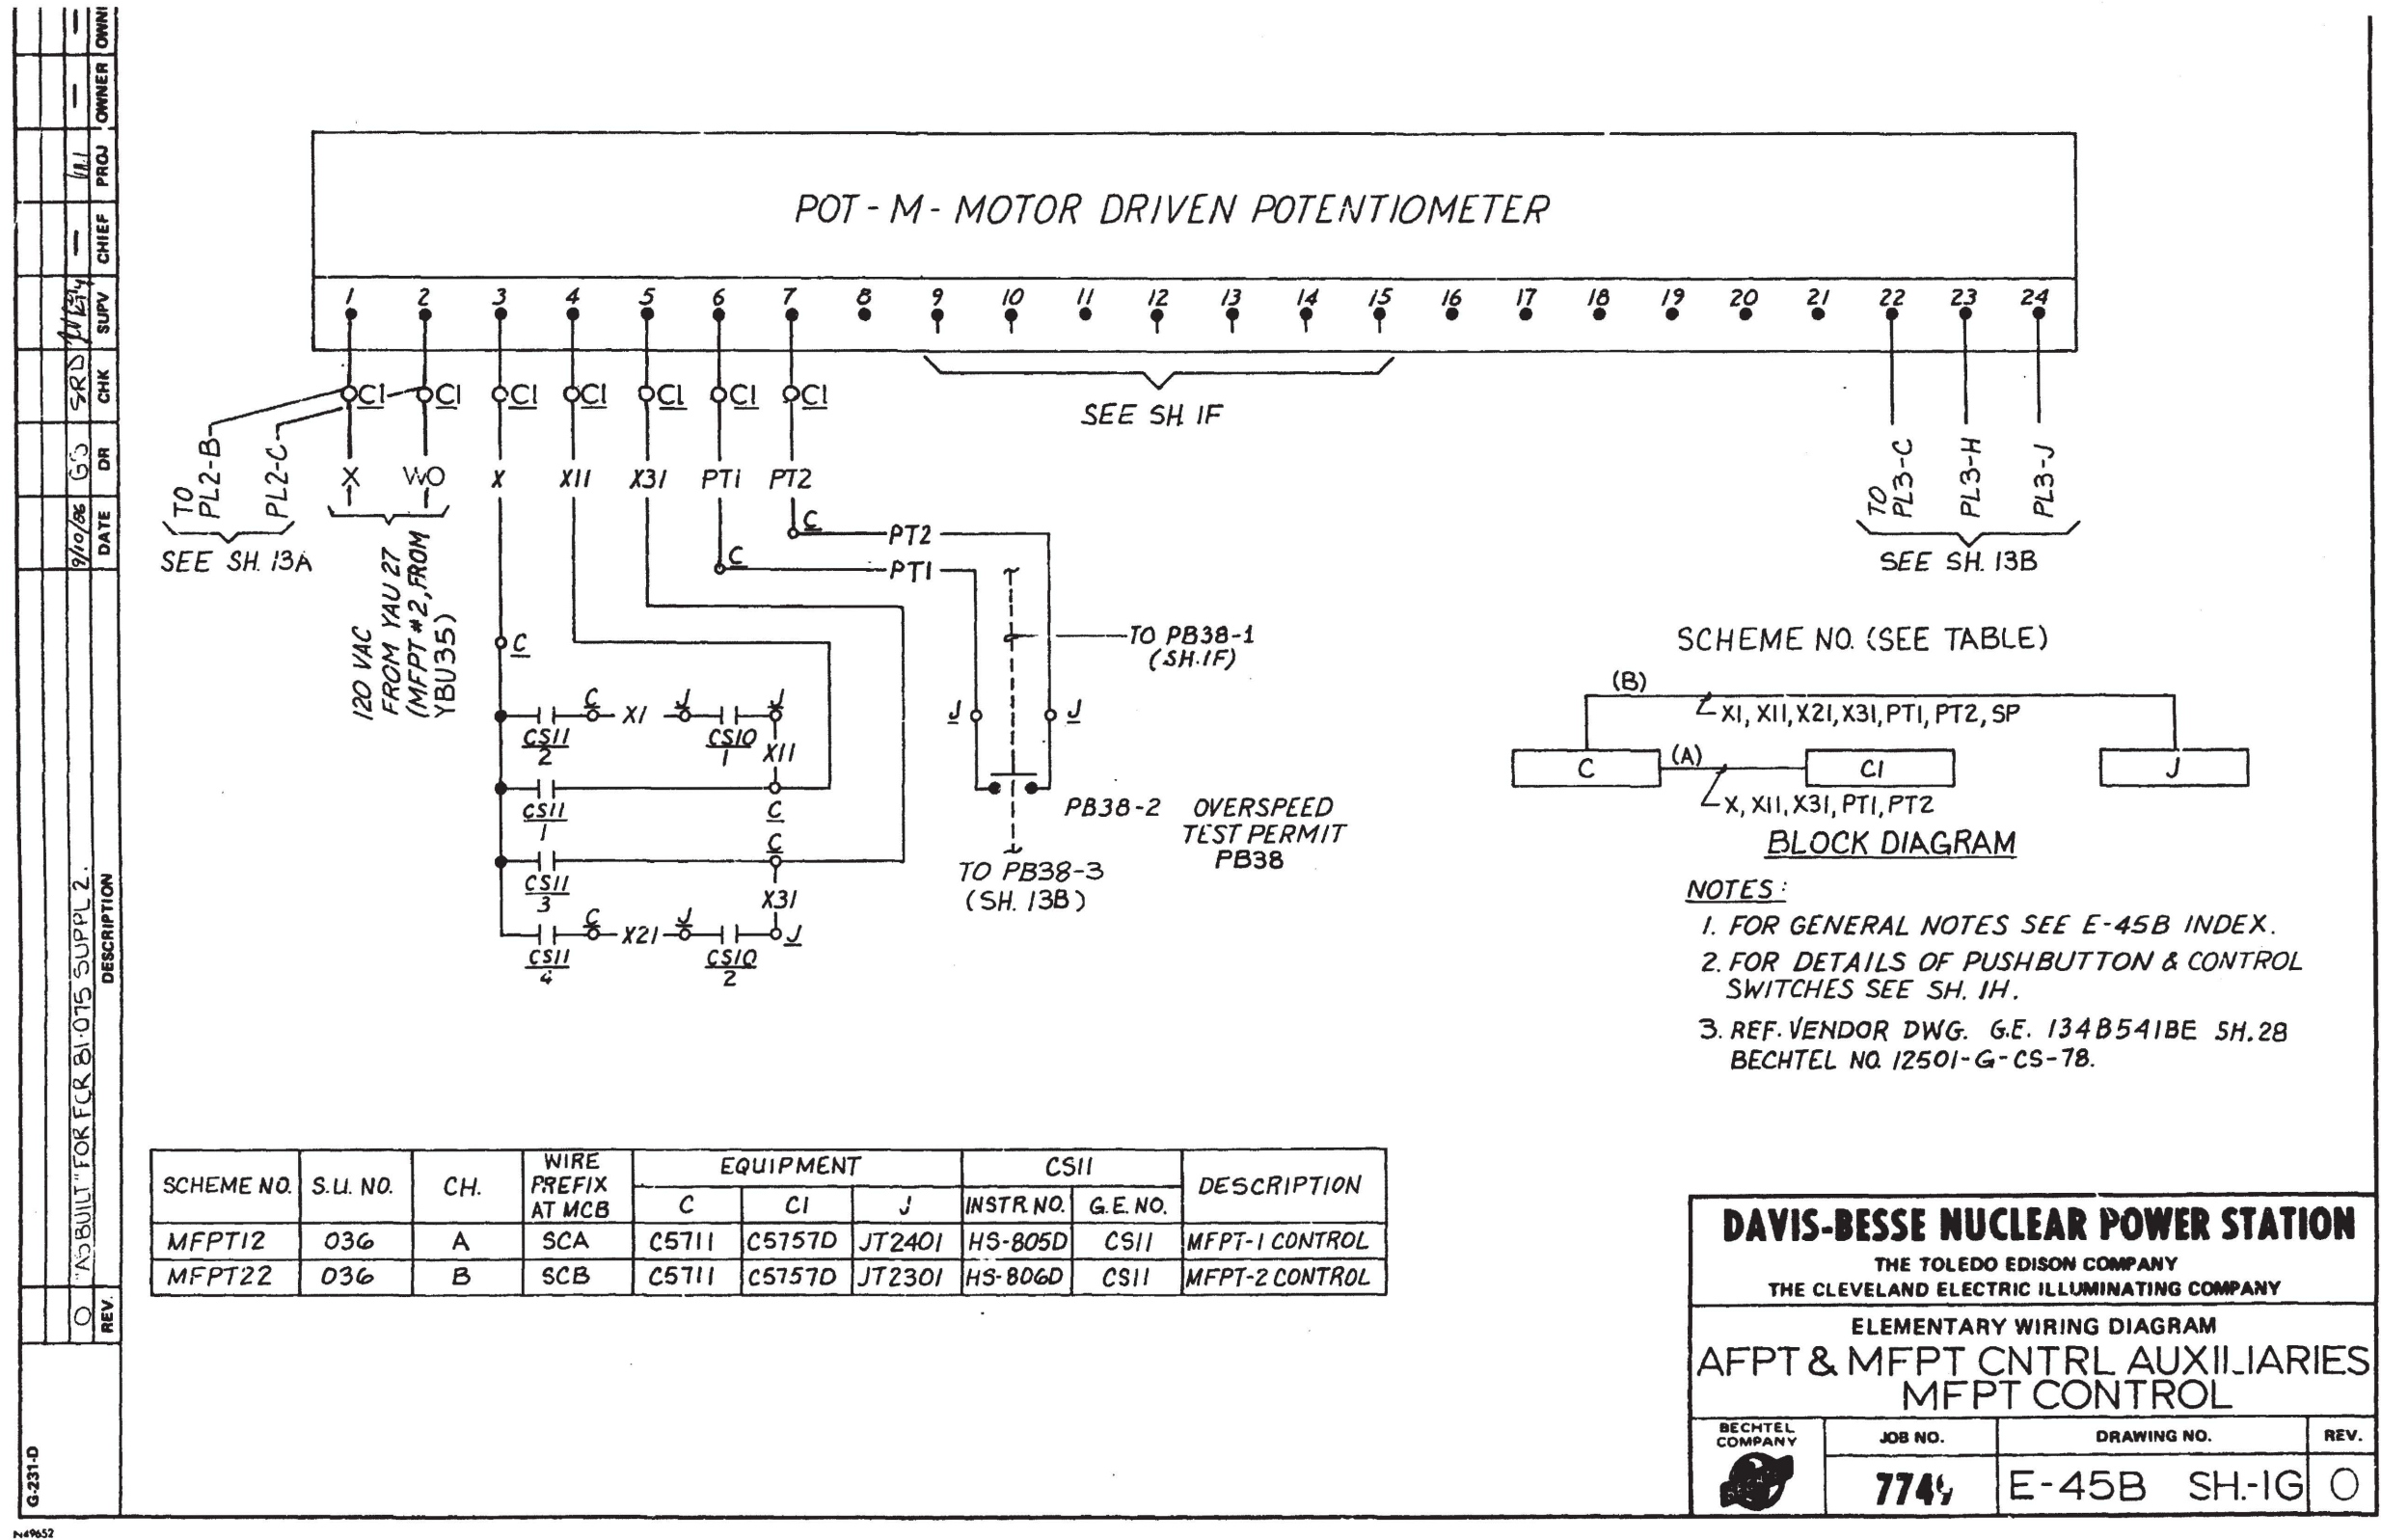 POT-M-MOTOR DRIVEN POTENTIOMETER
1 2 3 4 5 6 7 8 9 10 11 12 13 14 15 16 17 18 19 20 21 22 23 24
C1 C1 C1 C1 C1 C1 C1
SEE SH. 1F
TO
PL2-B
PL2-C
SEE SH. 13A
X WO X X11 X31 PT1 PT2
120 VAC
FROM YAU 27
(MFPT #2, FROM
YBU35)
C
PT2
C
PT1
TO PB38-1
(SH.1F)
C
C X1 J J
CS11
2
CS10
1
X11
CS11
1
C
C
CS11
3
X31
C X21 J J
CS11
4
CS10
2
J J
PB38-2 OVERSPEED
TEST PERMIT
PB38
TO PB38-3
(SH. 13B)
TO
PL3-C
PL3-H
PL3-J
SEE SH. 13B
SCHEME NO. (SEE TABLE)
(B)
X1, X11, X21, X31, PT1, PT2, SP
C (A) C1 J
X, X11, X31, PT1, PT2
BLOCK DIAGRAM
NOTES:
1. FOR GENERAL NOTES SEE E-45B INDEX.
2. FOR DETAILS OF PUSHBUTTON & CONTROL
SWITCHES SEE SH. 1H.
3. REF. VENDOR DWG. G.E. 134B541BE SH.28
BECHTEL NO. 12501-G-CS-78.
SCHEME NO. S.U. NO. CH. WIRE PREFIX AT MCB EQUIPMENT CS11 DESCRIPTION
C C1 J INSTR NO. G.E. NO.
MFPT12 036 A SCA C5711 C5757D JT2401 HS-805D CS11 MFPT-1 CONTROL
MFPT22 036 B SCB C5711 C5757D JT2301 HS-806D CS11 MFPT-2 CONTROL
DAVIS-BESSE NUCLEAR POWER STATION
THE TOLEDO EDISON COMPANY
THE CLEVELAND ELECTRIC ILLUMINATING COMPANY
ELEMENTARY WIRING DIAGRAM
AFPT & MFPT CNTRL AUXILIARIES
MFPT CONTROL
BECHTEL
COMPANY
JOB NO. DRAWING NO. REV.
7749 E-45B SH.-1G 0
0 "AS BUILT" FOR FCR 81-075 SUPPL 2. 9/10/86 GS SRD
REV. DESCRIPTION DATE DR CHK SUPV CHIEF PROJ OWNER
G-231-D
N49652